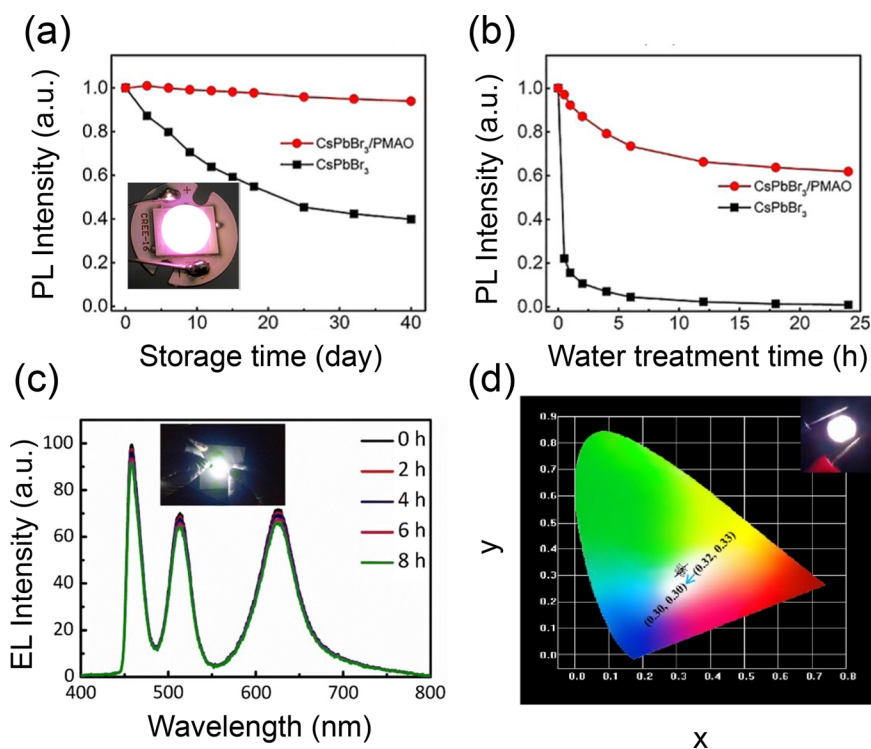 (a)
PL Intensity (a.u.)
1.0
0.8
0.6
0.4
0.2
0.0
CsPbBr3/PMAO
CsPbBr3
CREE-16
+
0 10 20 30 40
Storage time (day)
(b)
PL Intensity (a.u.)
1.0
0.8
0.6
0.4
0.2
0.0
CsPbBr3/PMAO
CsPbBr3
0 5 10 15 20 25
Water treatment time (h)
(c)
EL Intensity (a.u.)
100
80
60
40
20
0
0 h
2 h
4 h
6 h
8 h
400 500 600 700 800
Wavelength (nm)
(d)
y
0.9
0.8
0.7
0.6
0.5
0.4
0.3
0.2
0.1
0.0
(0.32, 0.33)
(0.30, 0.30)
0.0 0.1 0.2 0.3 0.4 0.5 0.6 0.7 0.8
x